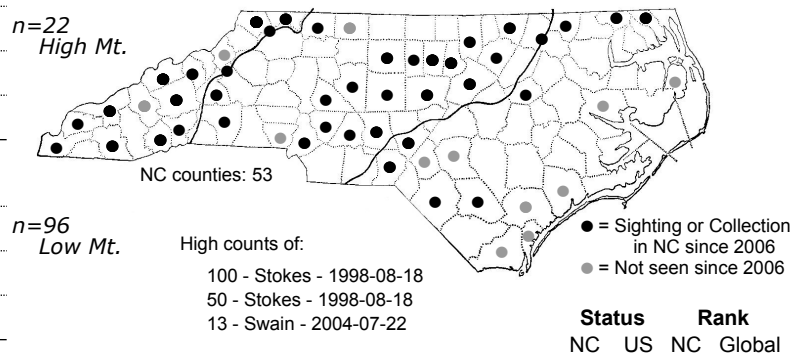 n=22
High Mt.
NC counties: 53
n=96
Low Mt.
High counts of:
100 - Stokes - 1998-08-18
50 - Stokes - 1998-08-18
13 - Swain - 2004-07-22
= Sighting or Collection
in NC since 2006
= Not seen since 2006
Status Rank
NC US NC Global